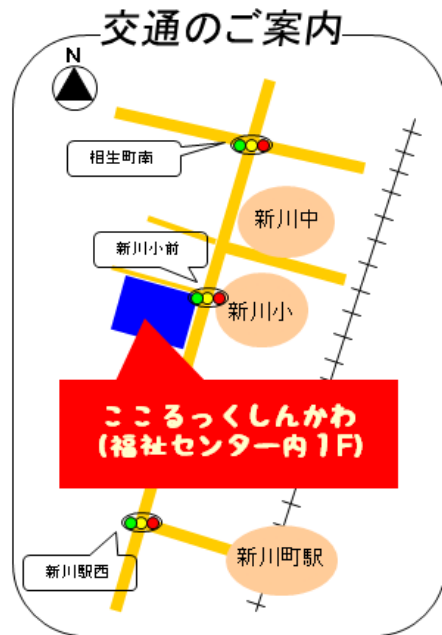 交通のご案内
N
相生町南
新川中
新川小前
新川小
こころっくしんかわ
(福祉センター内1F)
新川駅西
新川町駅